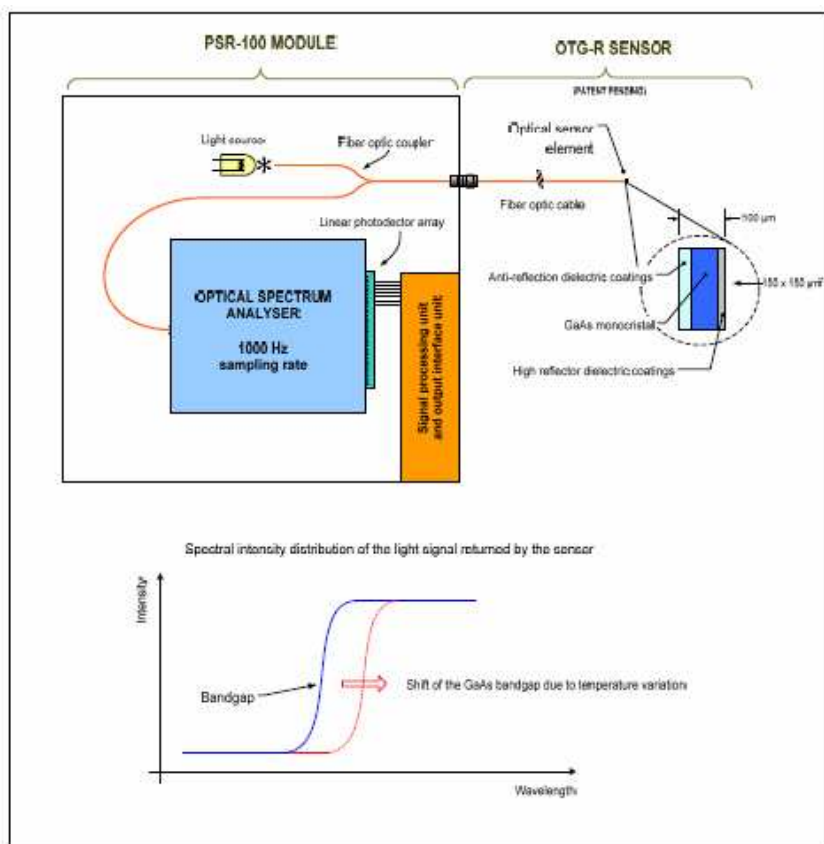 PSR-100 MODULE
OTG-R SENSOR
(PATENT PENDING)
Light source
Fiber optic coupler
Optical sensor
element
Fiber optic cable
100 µm
Linear photodector array
Anti-reflection dielectric coatings
150 x 150 µm²
GaAs monocristall
High reflector dielectric coatings
OPTICAL SPECTRUM
ANALYSER
1000 Hz
sampling rate
Signal processing unit
and output interface unit
Spectral intensity distribution of the light signal returned by the sensor
Intensity
Bandgap
Shift of the GaAs bandgap due to temperature variation
Wavelength